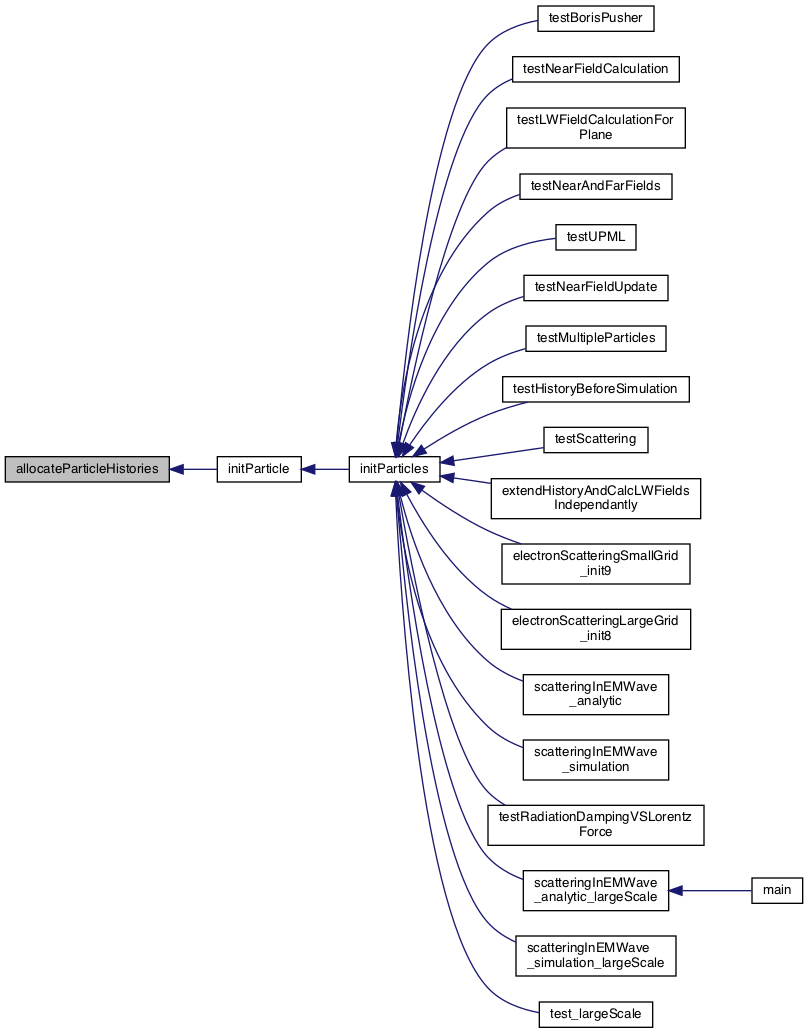 testBorisPusher
testNearFieldCalculation
testLWFieldCalculationFor
Plane
testNearAndFarFields
testUPML
testNearFieldUpdate
testMultipleParticles
testHistoryBeforeSimulation
testScattering
allocateParticleHistories
initParticle
initParticles
extendHistoryAndCalcLWFields
Independantly
electronScatteringSmallGrid
_init9
electronScatteringLargeGrid
_init8
scatteringInEMWave
_analytic
scatteringInEMWave
_simulation
testRadiationDampingVSLorentz
Force
scatteringInEMWave
_analytic_largeScale
main
scatteringInEMWave
_simulation_largeScale
test_largeScale